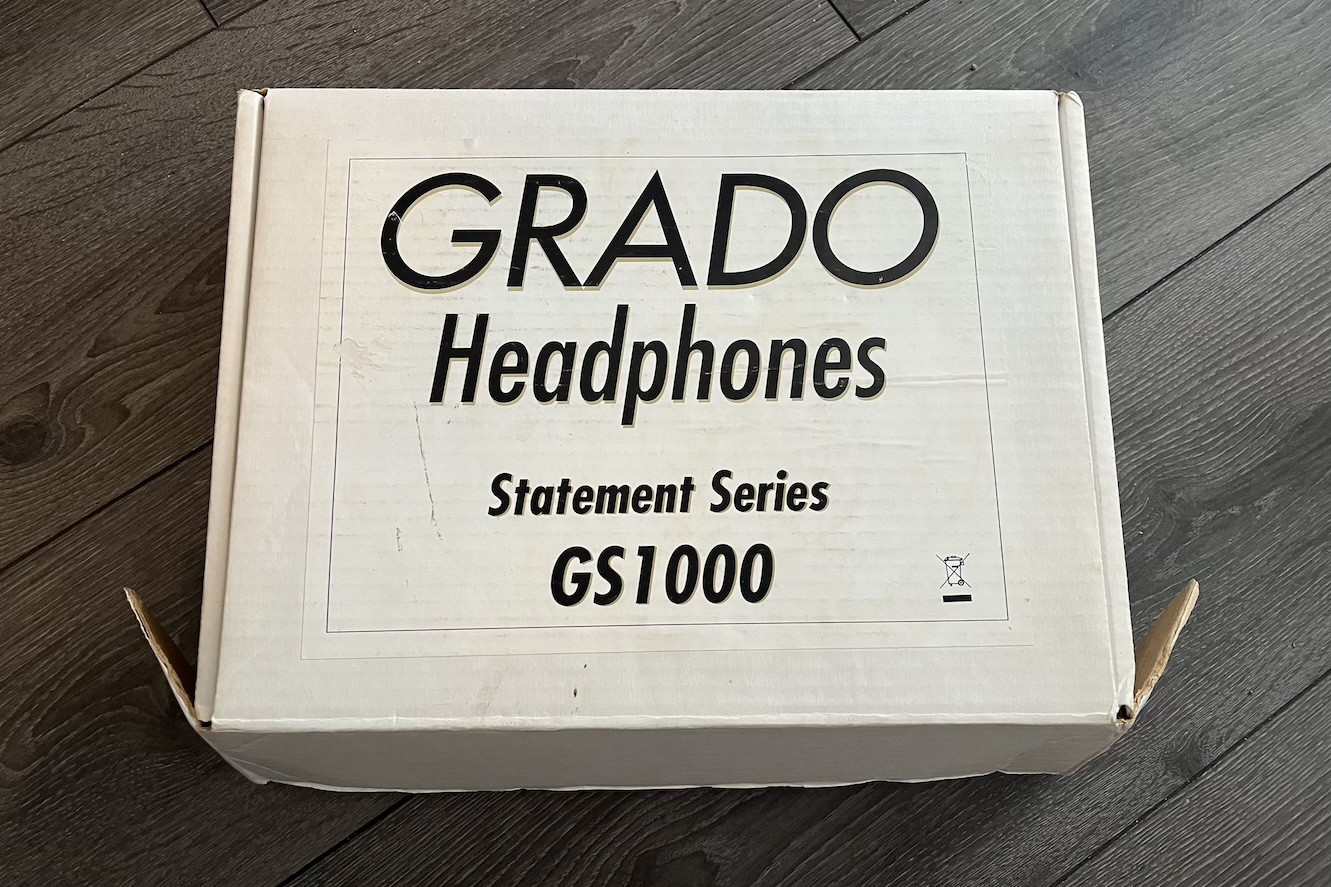 GRADO
Headphones
Statement Series
GS1000